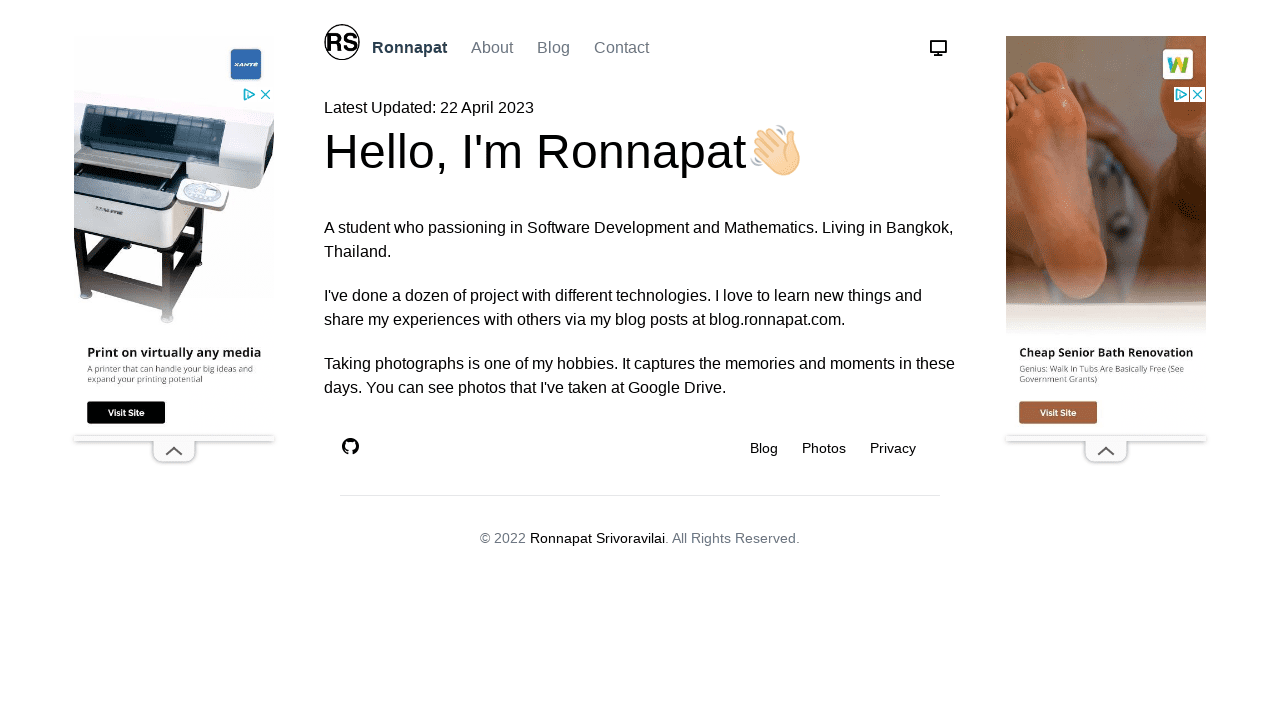 RS
Ronnapat
About
Blog
Contact
Latest Updated: 22 April 2023
Hello, I'm Ronnapat👋🏻
A student who passioning in Software Development and Mathematics. Living in Bangkok,
Thailand.
I've done a dozen of project with different technologies. I love to learn new things and
share my experiences with others via my blog posts at blog.ronnapat.com.
Taking photographs is one of my hobbies. It captures the memories and moments in these
days. You can see photos that I've taken at Google Drive.
Blog
Photos
Privacy
© 2022 Ronnapat Srivoravilai. All Rights Reserved.
XANTÉ
Print on virtually any media
A printer that can handle your big ideas and
expand your printing potential
Visit Site
W
Cheap Senior Bath Renovation
Genius: Walk In Tubs Are Basically Free (See
Government Grants)
Visit Site